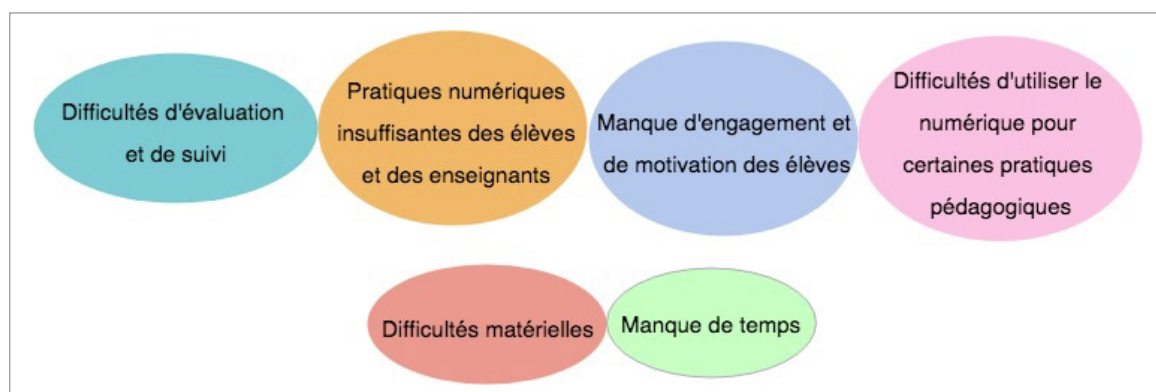 Difficultés d'évaluation
et de suivi
Pratiques numériques
insuffisantes des élèves
et des enseignants
Manque d'engagement et
de motivation des élèves
Difficultés d'utiliser le
numérique pour
certaines pratiques
pédagogiques
Difficultés matérielles
Manque de temps